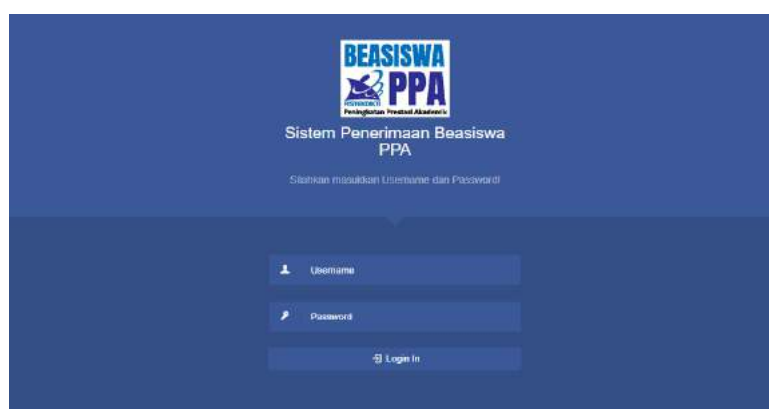 BEASISWA
PPA
Peningkatan Prestasi Akademik
Sistem Penerimaan Beasiswa
PPA
Silahkan masukkan Username dan Password!
Username
Password
Login In